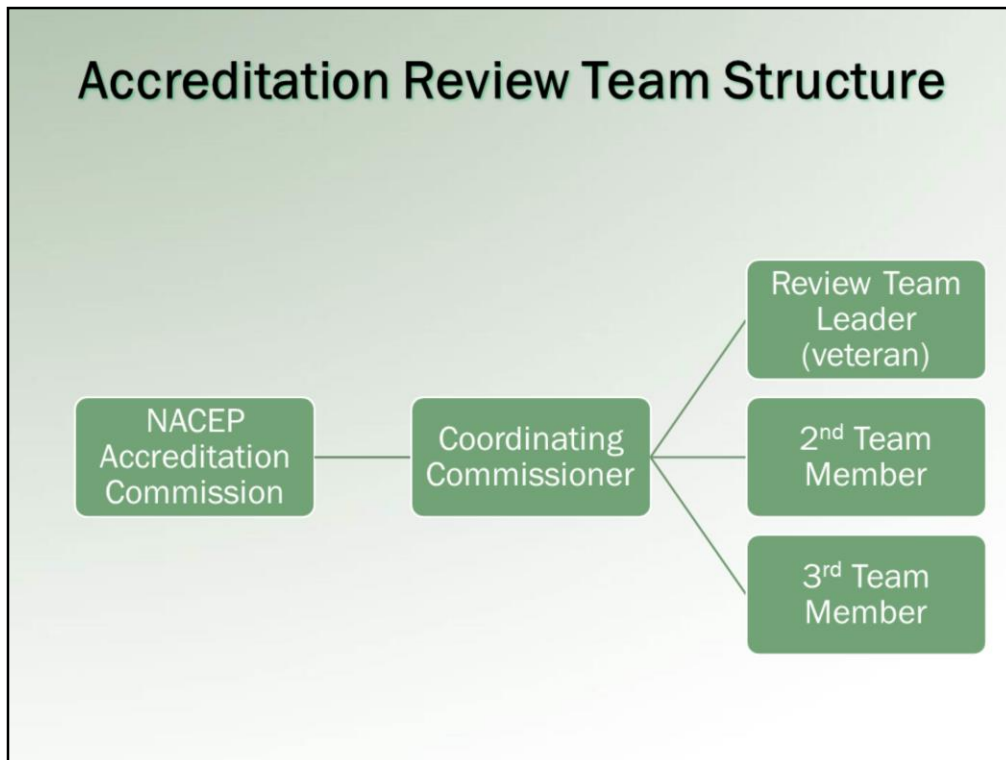 Accreditation Review Team Structure
NACEP
Accreditation
Commission
Coordinating
Commissioner
Review Team
Leader
(veteran)
2nd Team
Member
3rd Team
Member